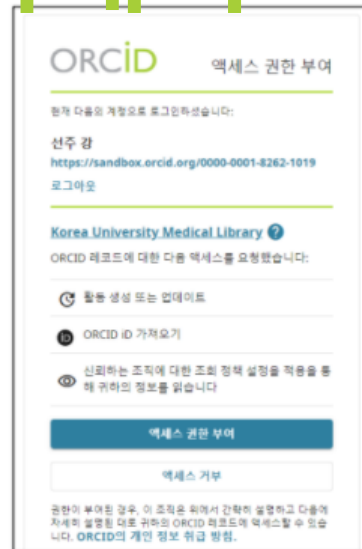 ORCID
액세스 권한 부여
현재 다음의 계정으로 로그인하셨습니다:
선주 강
https://sandbox.orcid.org/0000-0001-8262-1019
로그아웃
Korea University Medical Library ?
ORCID 레코드에 대한 다음 액세스를 요청했습니다:
활동 생성 또는 업데이트
iD ORCID iD 가져오기
신뢰하는 조직에 대한 조회 정책 설정을 적용을 통
해 귀하의 정보를 읽습니다
액세스 권한 부여
액세스 거부
권한이 부여된 경우, 이 조직은 위에서 간략히 설명하고 다음에
자세히 설명된 대로 귀하의 ORCID 레코드에 액세스할 수 있습
니다. ORCID의 개인 정보 취급 방침.